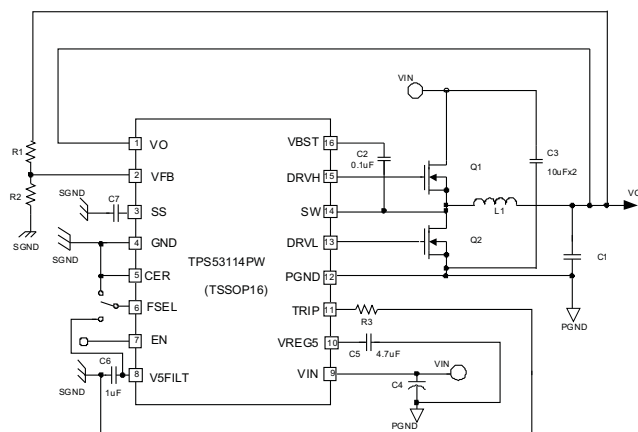 VIN
R1
1 VO
VBST 16
C2
0.1uF
C3
10uFx2
Q1
R2
2 VFB
DRVH 15
SGND
C7
3 SS
SW 14
L1
SGND
4 GND
DRVL 13
Q2
C1
SGND
5 CER
TPS53114PW
(TSSOP16)
PGND 12
6 FSEL
TRIP 11
R3
PGND
7 EN
VREG5 10
C5
4.7uF
C6
1uF
SGND
8 V5FILT
VIN 9
VIN
C4
PGND